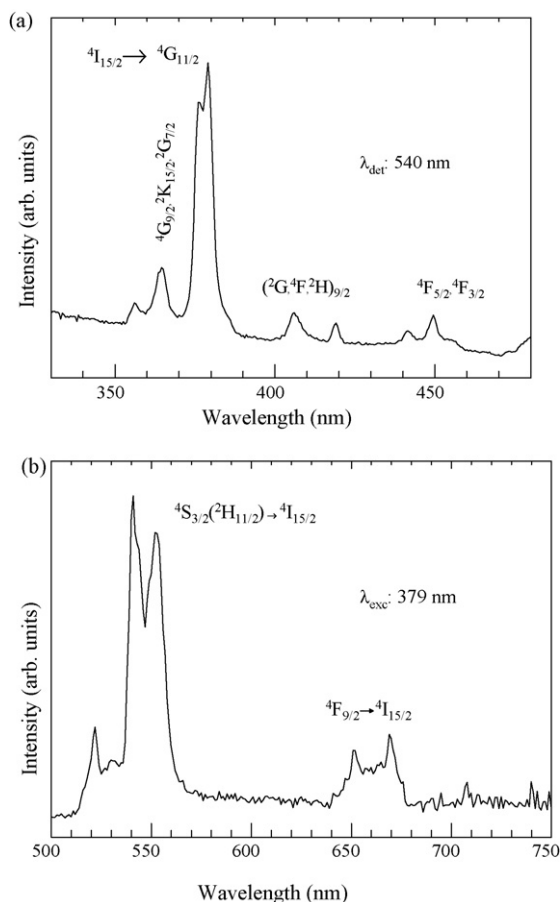 (a)
⁴I₁₅/₂ → ⁴G₁₁/₂
⁴G₉/₂,²K₁₅/₂,²G₇/₂
λdet: 540 nm
(²G,⁴F,²H)₉/₂
⁴F₅/₂,⁴F₃/₂
Intensity (arb. units)
350 400 450
Wavelength (nm)
(b)
⁴S₃/₂(²H₁₁/₂)→⁴I₁₅/₂
λexc: 379 nm
⁴F₉/₂→⁴I₁₅/₂
Intensity (arb. units)
500 550 600 650 700 750
Wavelength (nm)